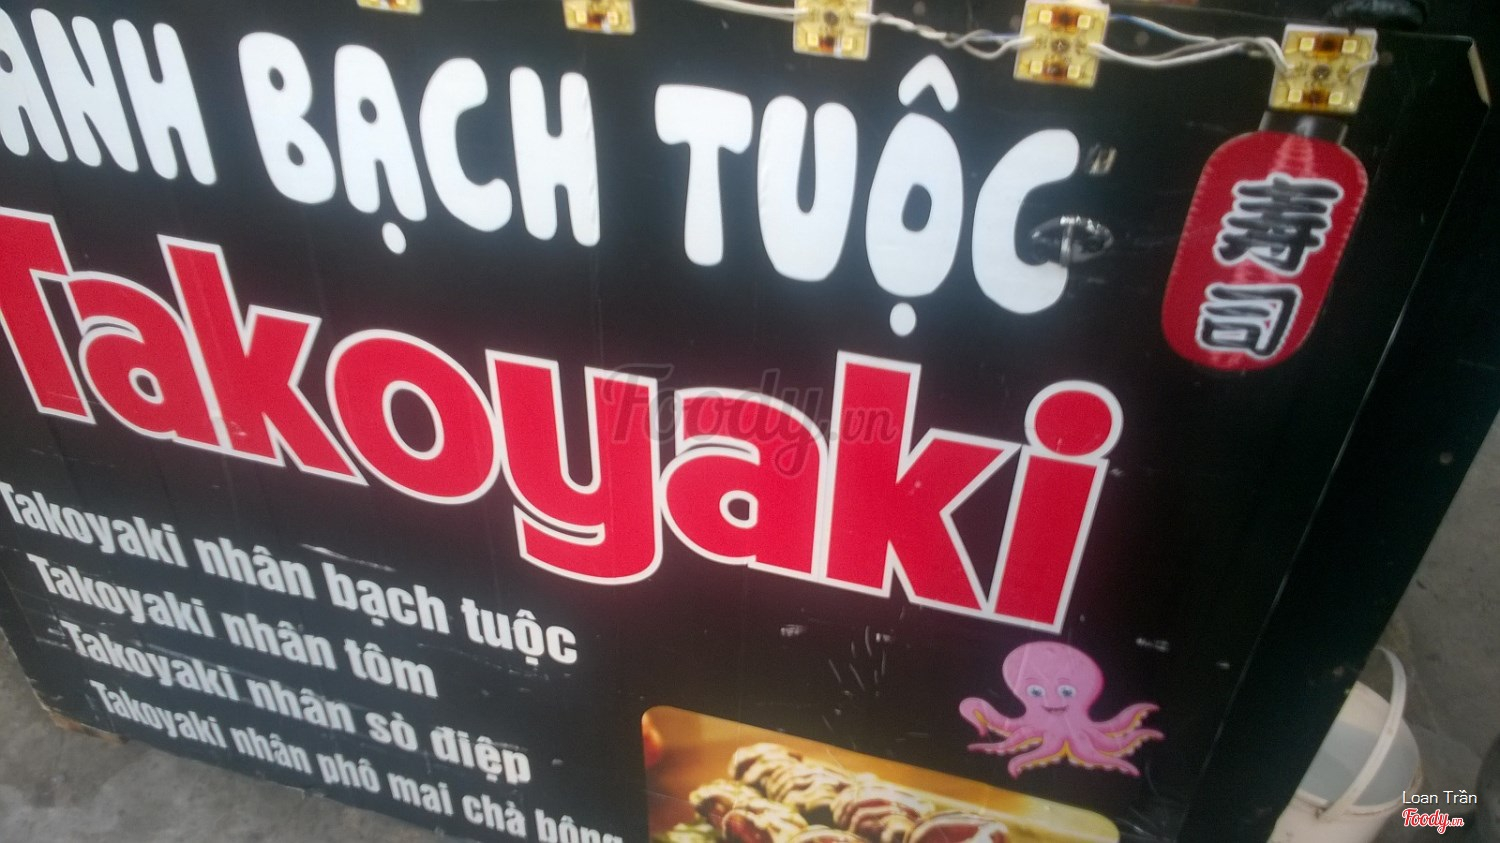 ANH BẠCH TUỘC
寿司
Takoyaki
Foody.vn
Takoyaki nhân bạch tuộc
Takoyaki nhân tôm
Takoyaki nhân sò điệp
Takoyaki nhân phô mai chà bông
Loan Trần
Foody.vn